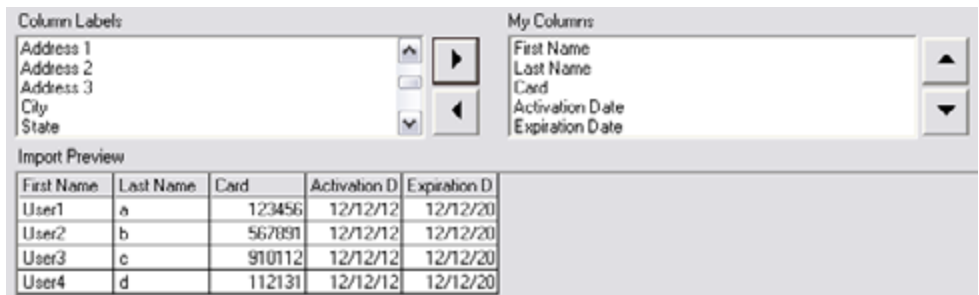 Column Labels
Address 1
Address 2
Address 3
City
State
My Columns
First Name
Last Name
Card
Activation Date
Expiration Date
Import Preview
First Name Last Name Card Activation D Expiration D
User1 a 123456 12/12/12 12/12/20
User2 b 567891 12/12/12 12/12/20
User3 c 910112 12/12/12 12/12/20
User4 d 112131 12/12/12 12/12/20